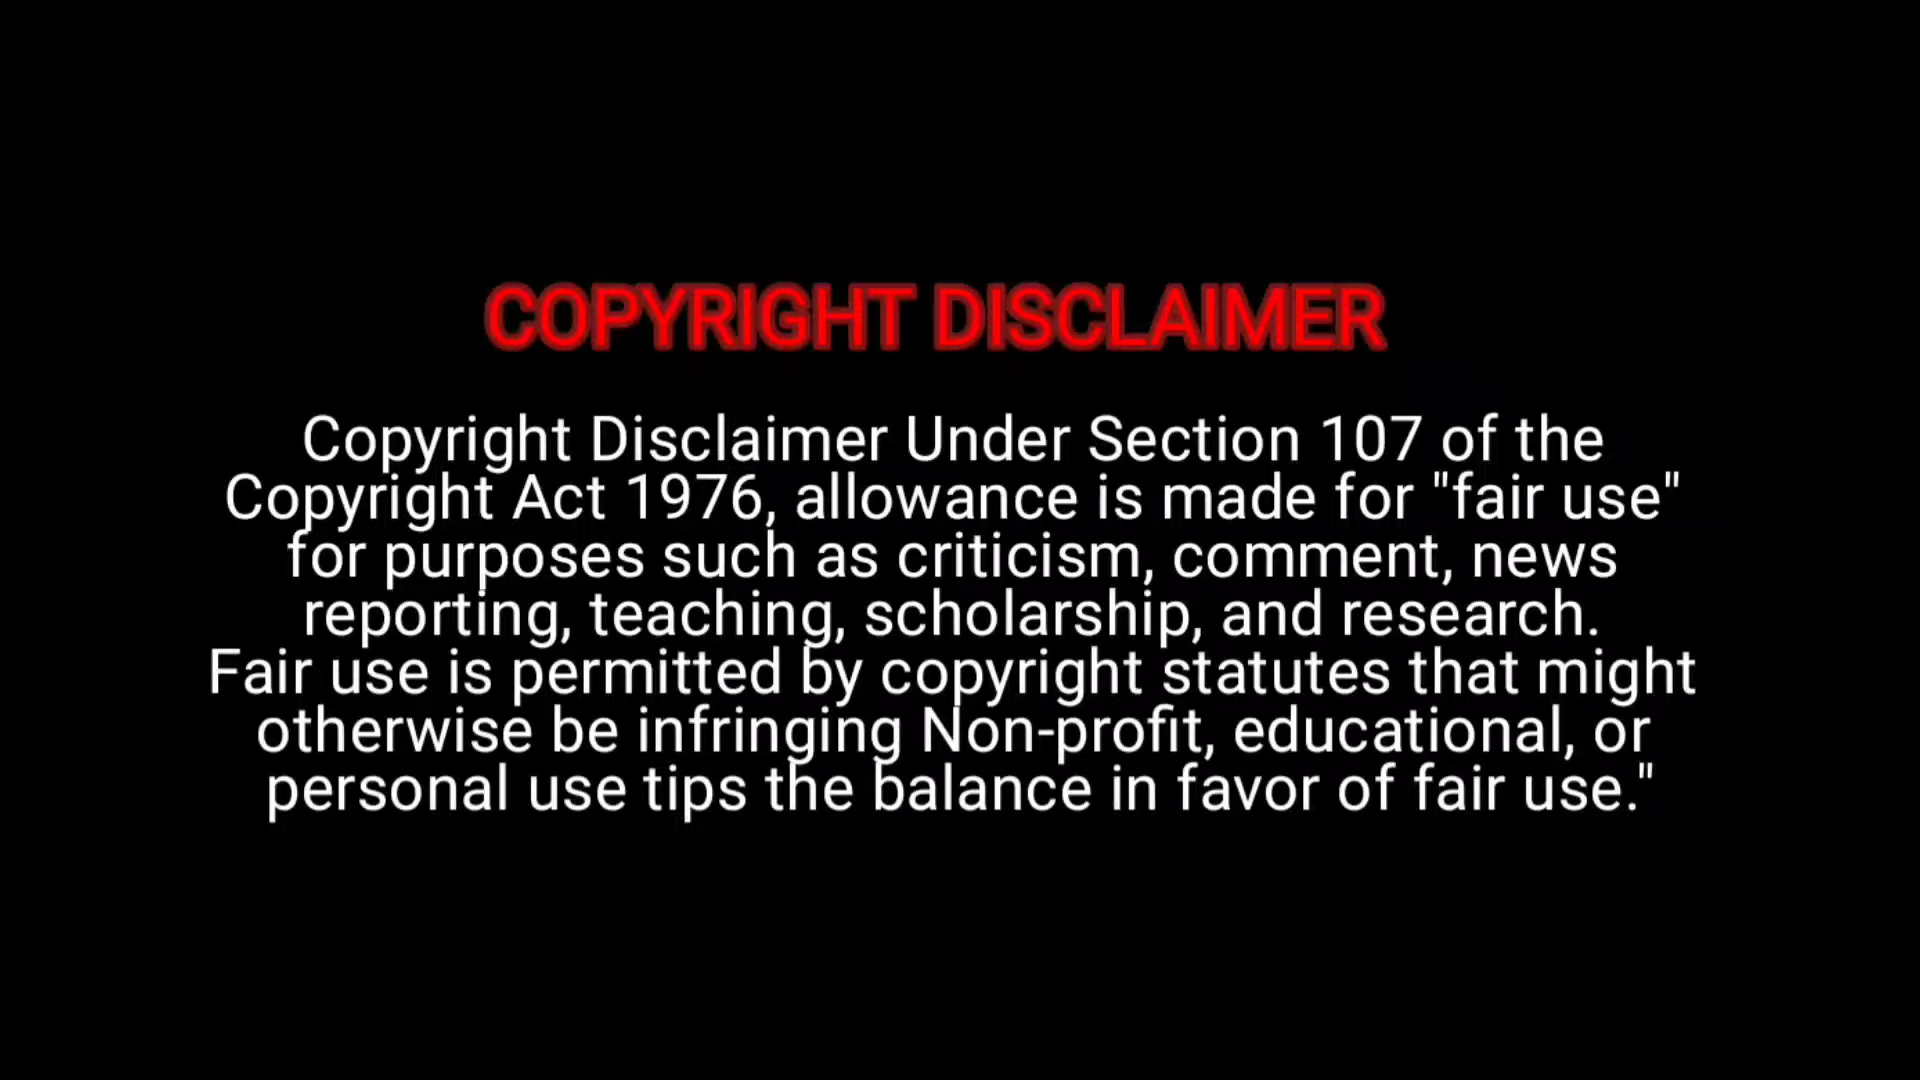 COPYRIGHT DISCLAIMER
Copyright Disclaimer Under Section 107 of the
Copyright Act 1976, allowance is made for "fair use"
for purposes such as criticism, comment, news
reporting, teaching, scholarship, and research.
Fair use is permitted by copyright statutes that might
otherwise be infringing Non-profit, educational, or
personal use tips the balance in favor of fair use."